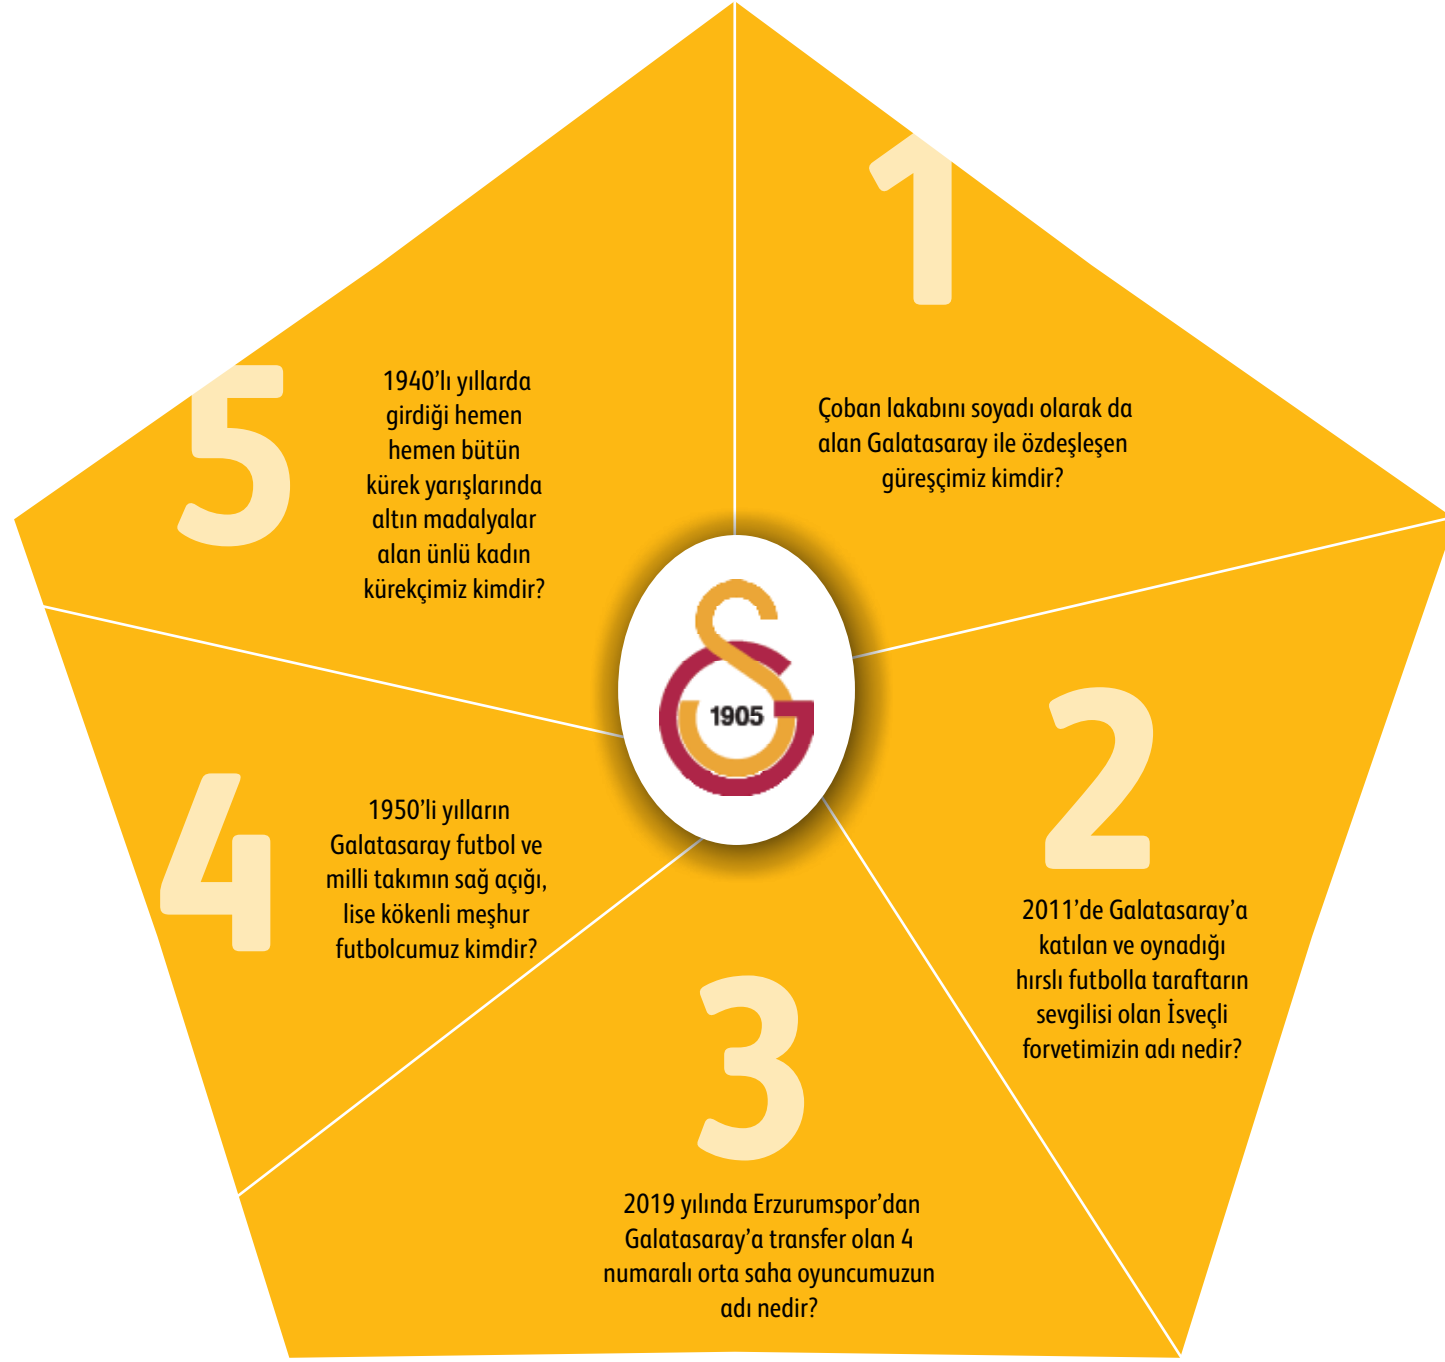 1
Çoban lakabını soyadı olarak da
alan Galatasaray ile özdeşleşen
güreşçimiz kimdir?
2
2011’de Galatasaray’a
katılan ve oynadığı
hırslı futbolla taraftarın
sevgilisi olan İsveçli
forvetimizin adı nedir?
3
2019 yılında Erzurumspor’dan
Galatasaray’a transfer olan 4
numaralı orta saha oyuncumuzun
adı nedir?
4
1950’li yılların
Galatasaray futbol ve
milli takımın sağ açığı,
lise kökenli meşhur
futbolcumuz kimdir?
5
1940’lı yıllarda
girdiği hemen
hemen bütün
kürek yarışlarında
altın madalyalar
alan ünlü kadın
kürekçimiz kimdir?
1905